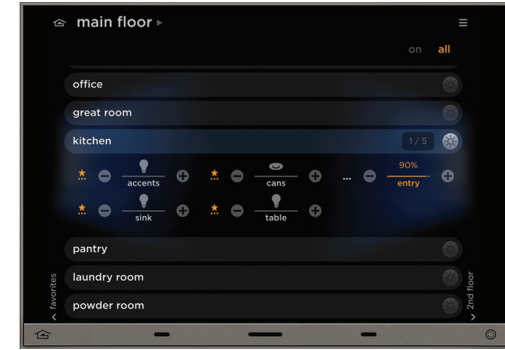 main floor
on all
office
great room
kitchen 1 / 5
90%
accents cans entry
sink table
pantry
laundry room
powder room
favorites
2nd floor